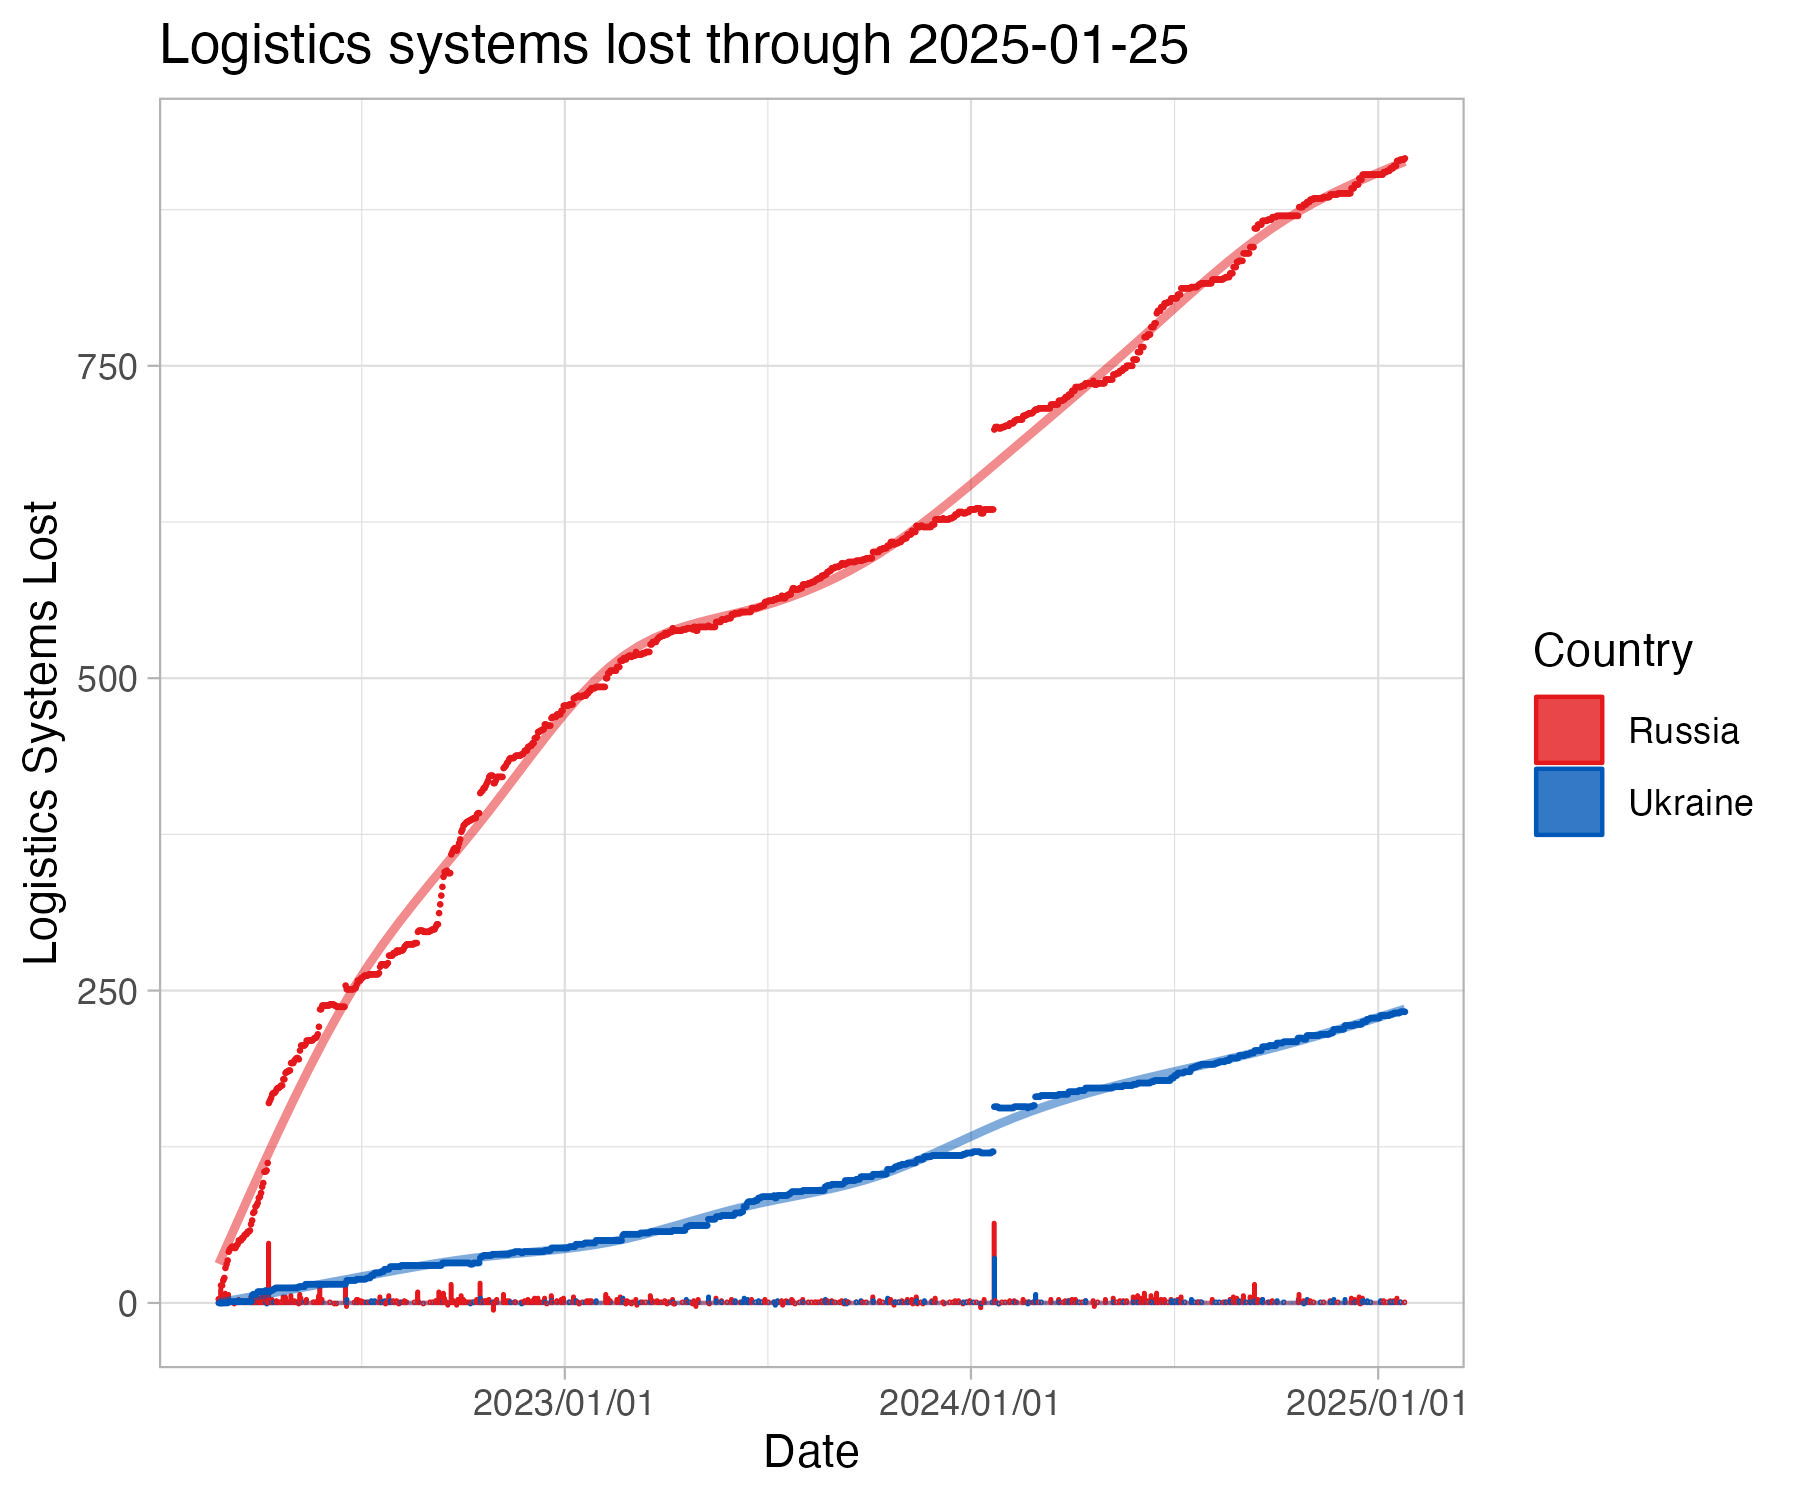 Logistics systems lost through 2025-01-25
Logistics Systems Lost
750
500
250
0
2023/01/01
2024/01/01
2025/01/01
Date
Country
Russia
Ukraine